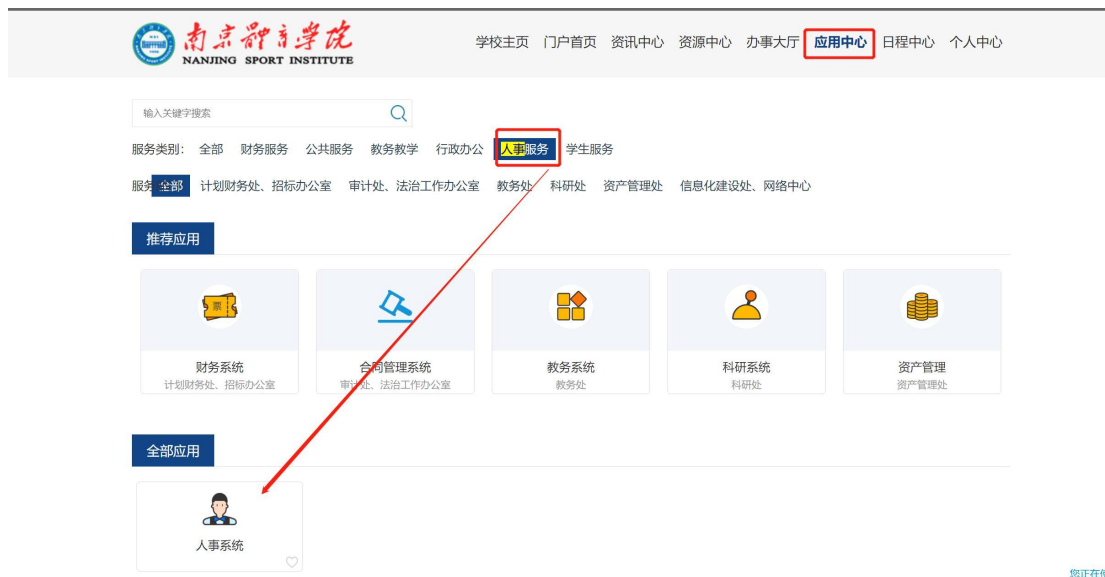 南京体育学院
NANJING SPORT INSTITUTE
学校主页 门户首页 资讯中心 资源中心 办事大厅 应用中心 日程中心 个人中心
输入关键字搜索
服务类别: 全部 财务服务 公共服务 教务教学 行政办公 人事服务 学生服务
服务 全部 计划财务处、招标办公室 审计处、法治工作办公室 教务处 科研处 资产管理处 信息化建设处、网络中心
推荐应用
票
财务系统 合同管理系统 教务系统 科研系统 资产管理
计划财务处、招标办公室 审计处、法治工作办公室 教务处 科研处 资产管理处
全部应用
人事系统
您正在使